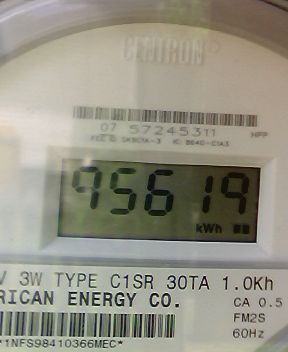 CENTRON
07 57245311 HPP
95619
kWh
V 3W TYPE C1SR 30TA 1.0Kh
RICAN ENERGY CO. CA 0.5
FM2S
*1NFS98410366MEC* 60Hz